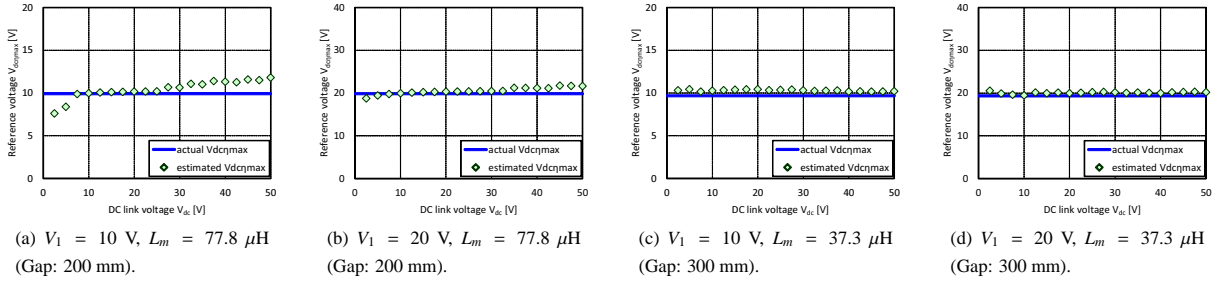 20
15
10
5
0
Reference voltage Vdcηmax [V]
actual Vdcηmax
estimated Vdcηmax
0 10 20 30 40 50
DC link voltage Vdc [V]
(a) V1 = 10 V, Lm = 77.8 μH
(Gap: 200 mm).
40
30
20
10
0
Reference voltage Vdcηmax [V]
actual Vdcηmax
estimated Vdcηmax
0 10 20 30 40 50
DC link voltage Vdc [V]
(b) V1 = 20 V, Lm = 77.8 μH
(Gap: 200 mm).
20
15
10
5
0
Reference voltage Vdcηmax [V]
actual Vdcηmax
estimated Vdcηmax
0 10 20 30 40 50
DC link voltage Vdc [V]
(c) V1 = 10 V, Lm = 37.3 μH
(Gap: 300 mm).
40
30
20
10
0
Reference voltage Vdcηmax [V]
actual Vdcηmax
estimated Vdcηmax
0 10 20 30 40 50
DC link voltage Vdc [V]
(d) V1 = 20 V, Lm = 37.3 μH
(Gap: 300 mm).